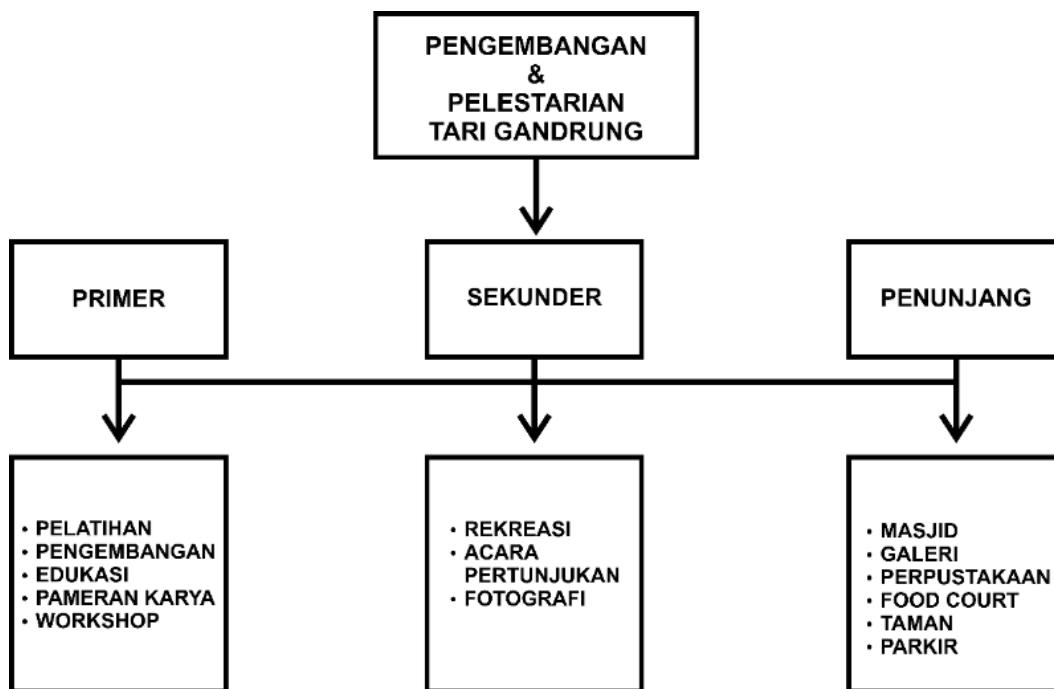 PENGEMBANGAN
&
PELESTARIAN
TARI GANDRUNG
PRIMER
SEKUNDER
PENUNJANG
• PELATIHAN
• PENGEMBANGAN
• EDUKASI
• PAMERAN KARYA
• WORKSHOP
• REKREASI
• ACARA
PERTUNJUKAN
• FOTOGRAFI
• MASJID
• GALERI
• PERPUSTAKAAN
• FOOD COURT
• TAMAN
• PARKIR